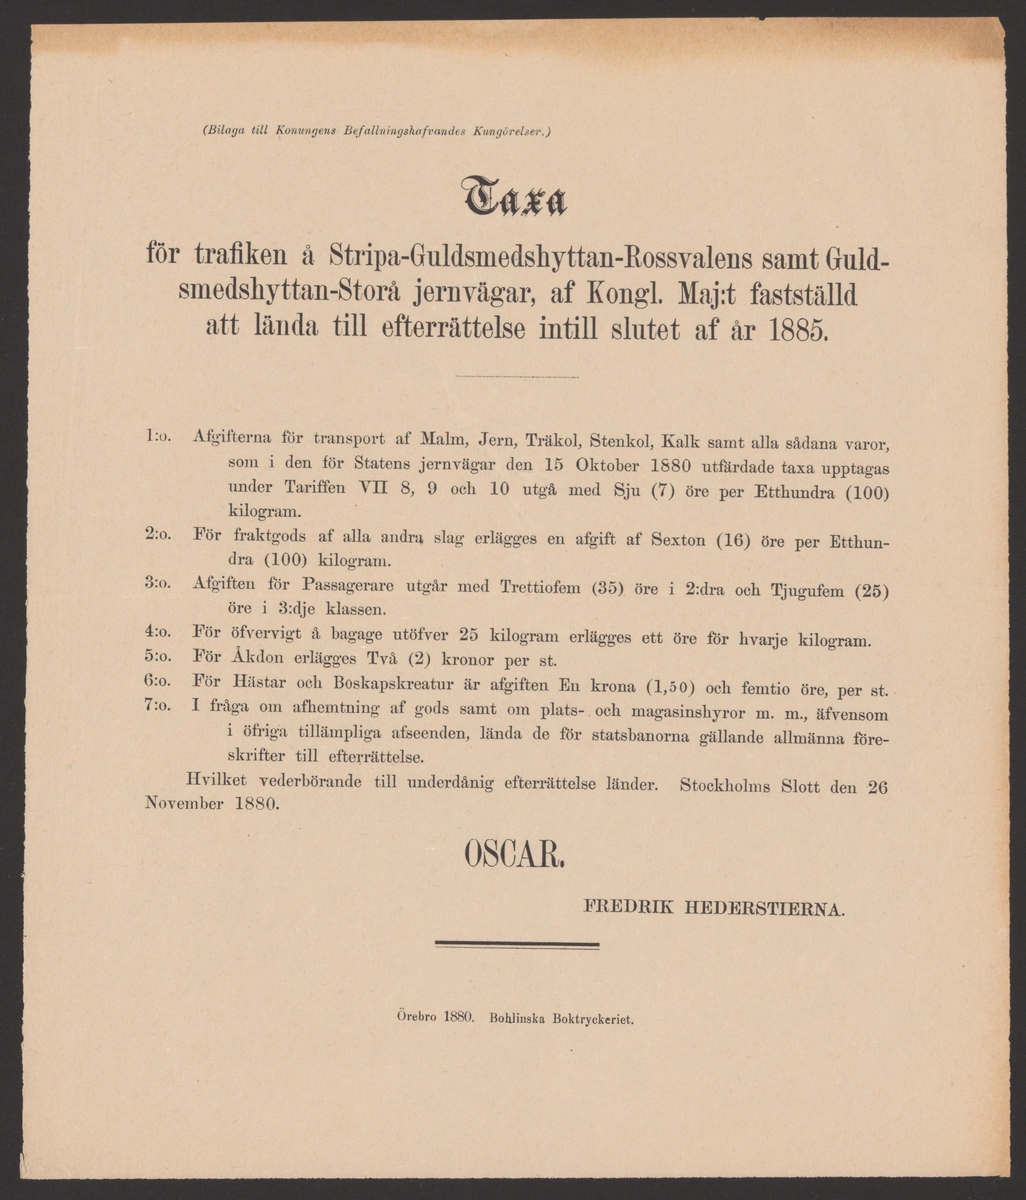 (Bilaga till Konungens Befallningshafvandes Kungörelser.)
Taxa
för trafiken å Stripa-Guldsmedshyttan-Rossvalens samt Guld-
smedshyttan-Storå jernvägar, af Kongl. Maj:t fastställd
att lända till efterrättelse intill slutet af år 1885.
1:o. Afgifterna för transport af Malm, Jern, Träkol, Stenkol, Kalk samt alla sådana varor,
som i den för Statens jernvägar den 15 Oktober 1880 utfärdade taxa upptagas
under Tariffen VII 8, 9 och 10 utgå med Sju (7) öre per Etthundra (100)
kilogram.
2:o. För fraktgods af alla andra slag erlägges en afgift af Sexton (16) öre per Etthun-
dra (100) kilogram.
3:o. Afgiften för Passagerare utgår med Trettiofem (35) öre i 2:dra och Tjugufem (25)
öre i 3:dje klassen.
4:o. För öfvervigt å bagage utöfver 25 kilogram erlägges ett öre för hvarje kilogram.
5:o. För Åkdon erlägges Två (2) kronor per st.
6:o. För Hästar och Boskapskreatur är afgiften En krona (1,50) och femtio öre, per st.
7:o. I fråga om afhemtning af gods samt om plats- och magasinshyror m. m., äfvensom
i öfriga tillämpliga afseenden, lända de för statsbanorna gällande allmänna före-
skrifter till efterrättelse.
Hvilket vederbörande till underdånig efterrättelse länder. Stockholms Slott den 26
November 1880.
OSCAR.
FREDRIK HEDERSTIERNA.
Örebro 1880. Bohlinska Boktryckeriet.